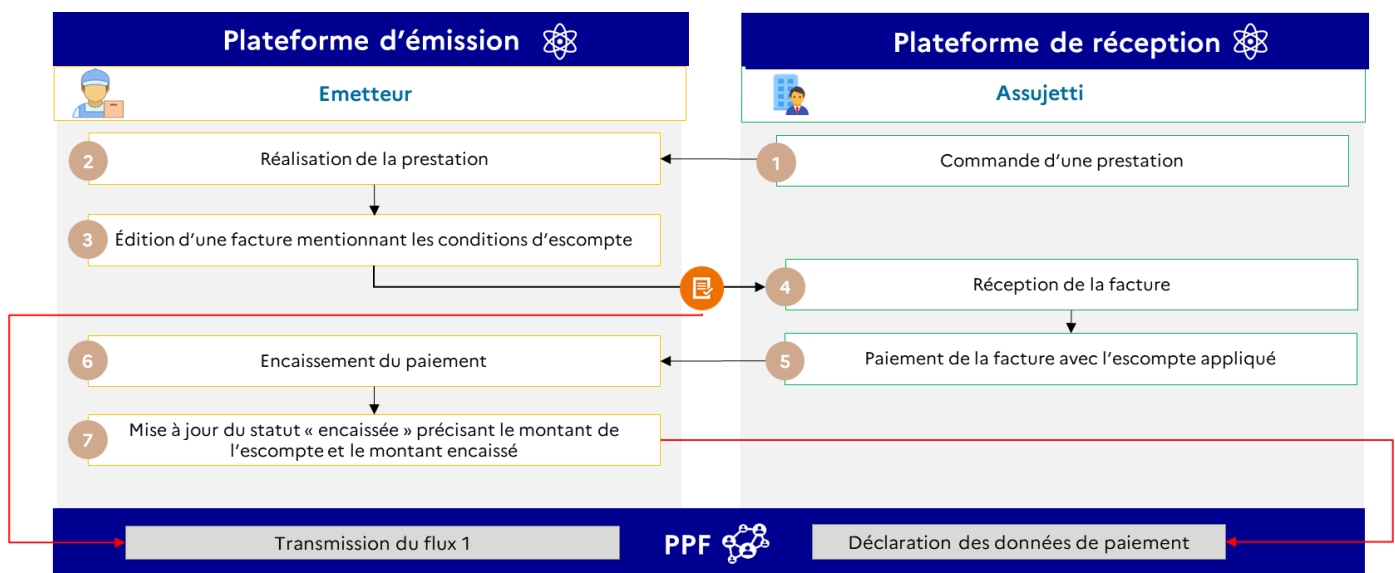 Plateforme d'émission
Plateforme de réception
Emetteur
Assujetti
2
Réalisation de la prestation
1
Commande d'une prestation
3
Édition d'une facture mentionnant les conditions d'escompte
4
Réception de la facture
6
Encaissement du paiement
5
Paiement de la facture avec l'escompte appliqué
7
Mise à jour du statut « encaissée » précisant le montant de
l'escompte et le montant encaissé
Transmission du flux 1
PPF
Déclaration des données de paiement